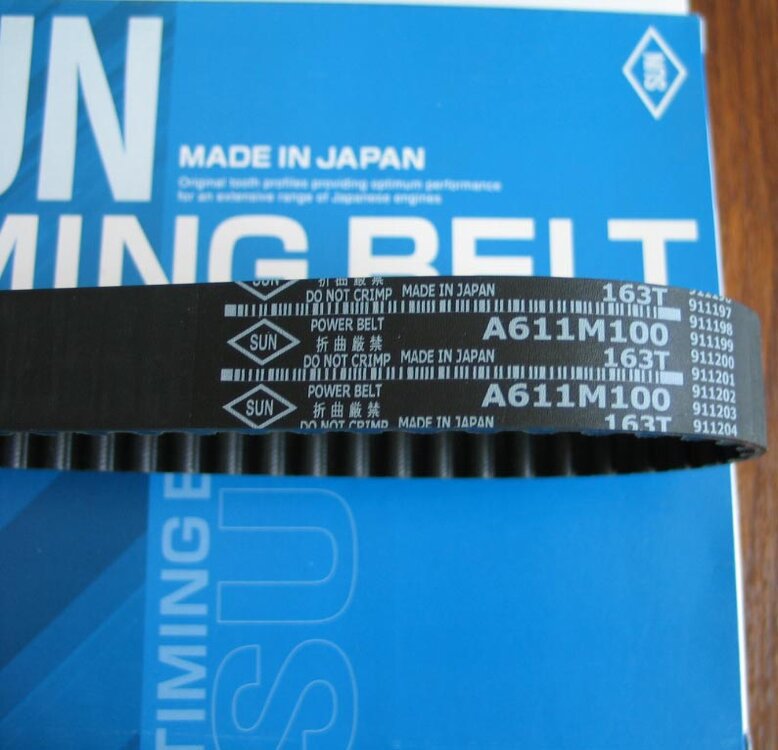 UN
SUN
MADE IN JAPAN
Original tooth profiles providing optimum performance
for an extensive range of Japanese engines
MING BELT
SUN
折曲厳禁
DO NOT CRIMP MADE IN JAPAN
163T
911196
911197
POWER BELT
SUN
A611M100
911198
折曲厳禁
911199
DO NOT CRIMP MADE IN JAPAN
163T
911200
911201
POWER BELT
SUN
A611M100
911202
折曲厳禁
911203
DO NOT CRIMP MADE IN JAPAN
163T
911204
TIMING BE
SU